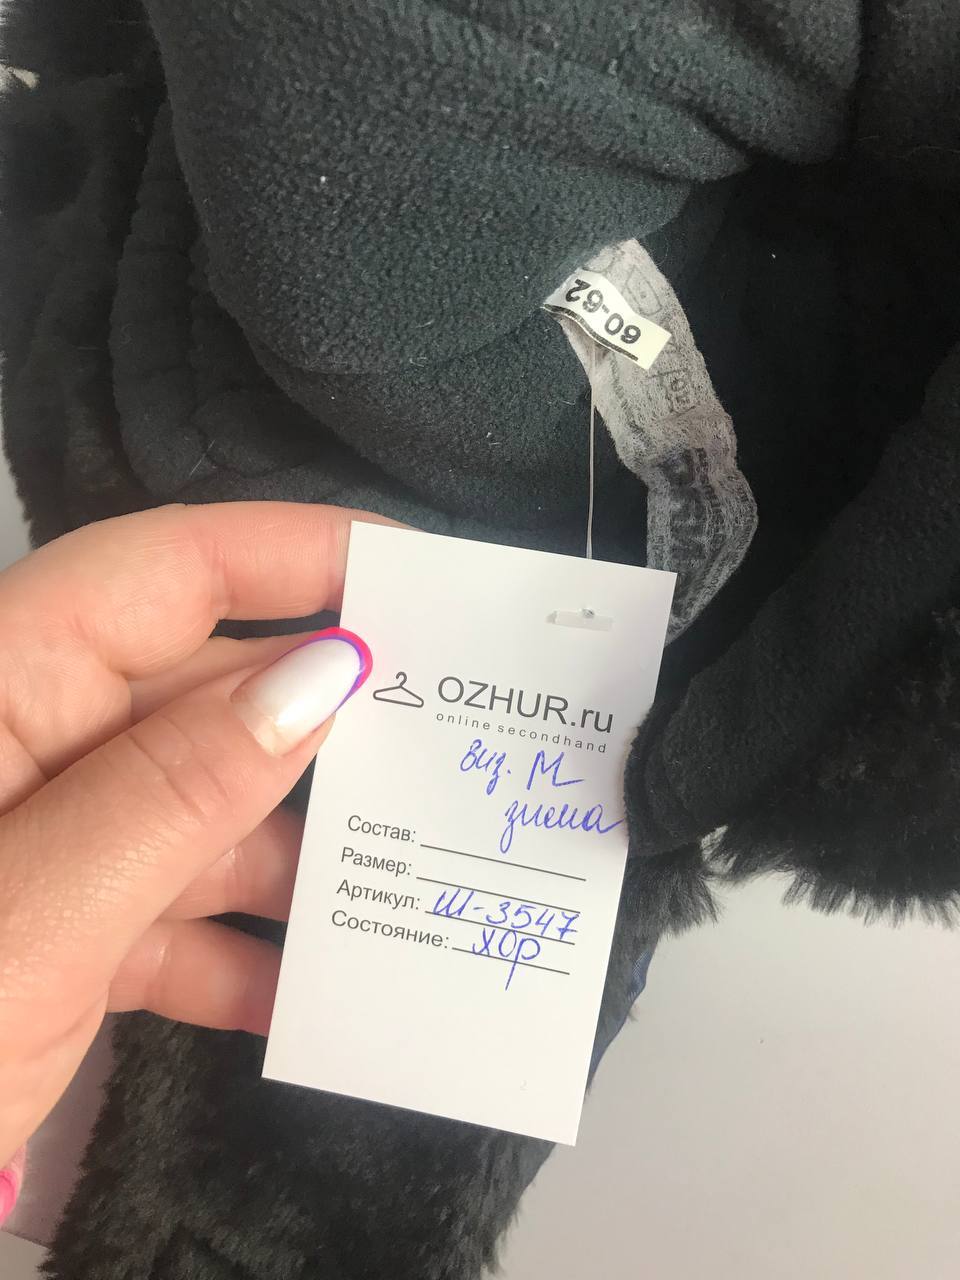 60-62
OZHUR.ru
online secondhand
виз. M
зима
Состав:
Размер:
Артикул: Ш-3547
Состояние: хор